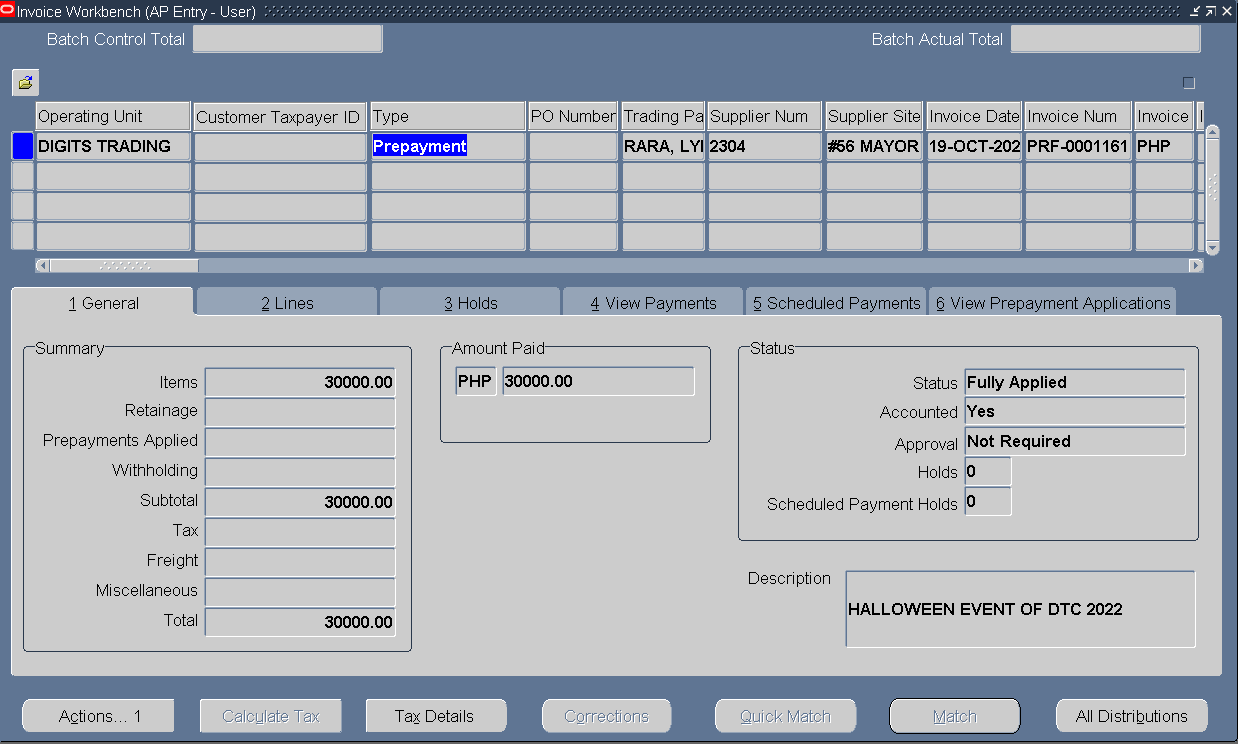 Invoice Workbench (AP Entry - User)
Batch Control Total
Batch Actual Total
Operating Unit Customer Taxpayer ID Type PO Number Trading Pa Supplier Num Supplier Site Invoice Date Invoice Num Invoice
DIGITS TRADING Prepayment RARA, LYI 2304 #56 MAYOR 19-OCT-202 PRF-0001161 PHP
1 General 2 Lines 3 Holds 4 View Payments 5 Scheduled Payments 6 View Prepayment Applications
Summary
Items 30000.00
Retainage
Prepayments Applied
Withholding
Subtotal 30000.00
Tax
Freight
Miscellaneous
Total 30000.00
Amount Paid
PHP 30000.00
Status
Status Fully Applied
Accounted Yes
Approval Not Required
Holds 0
Scheduled Payment Holds 0
Description
HALLOWEEN EVENT OF DTC 2022
Actions... 1 Calculate Tax Tax Details Corrections Quick Match Match All Distributions